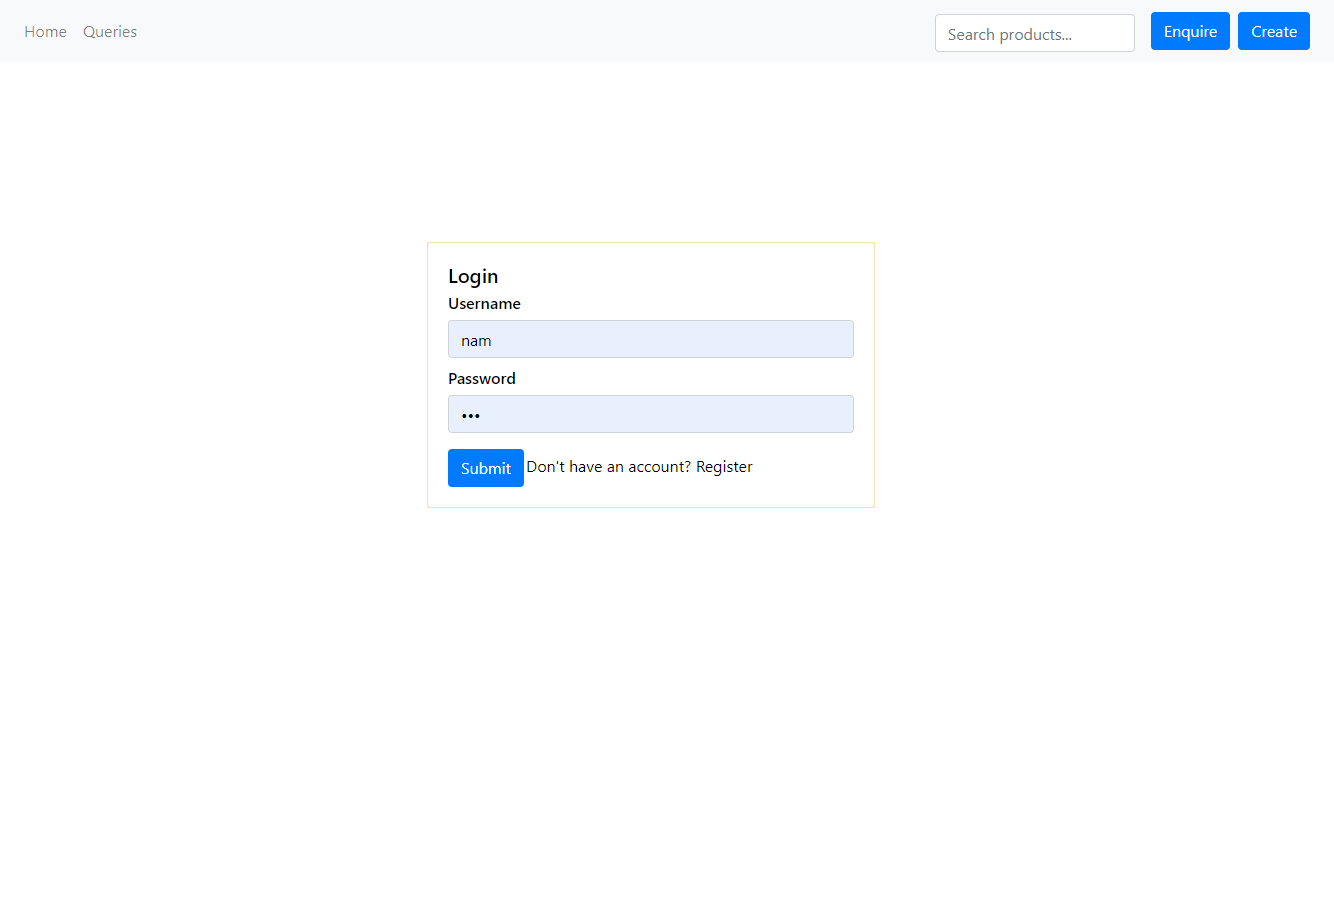 Home Queries Search products... Enquire Create
Login
Username
nam
Password
•••
Submit Don't have an account? Register